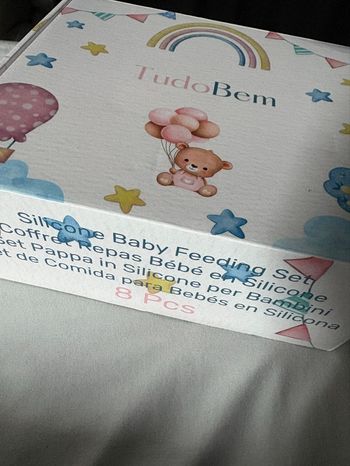 TudoBem
Silicone Baby Feeding Set
Coffret Repas Bébé en Silicone
Set Pappa in Silicone per Bambini
Set de Comida para Bebés en Silicona
8 Pcs